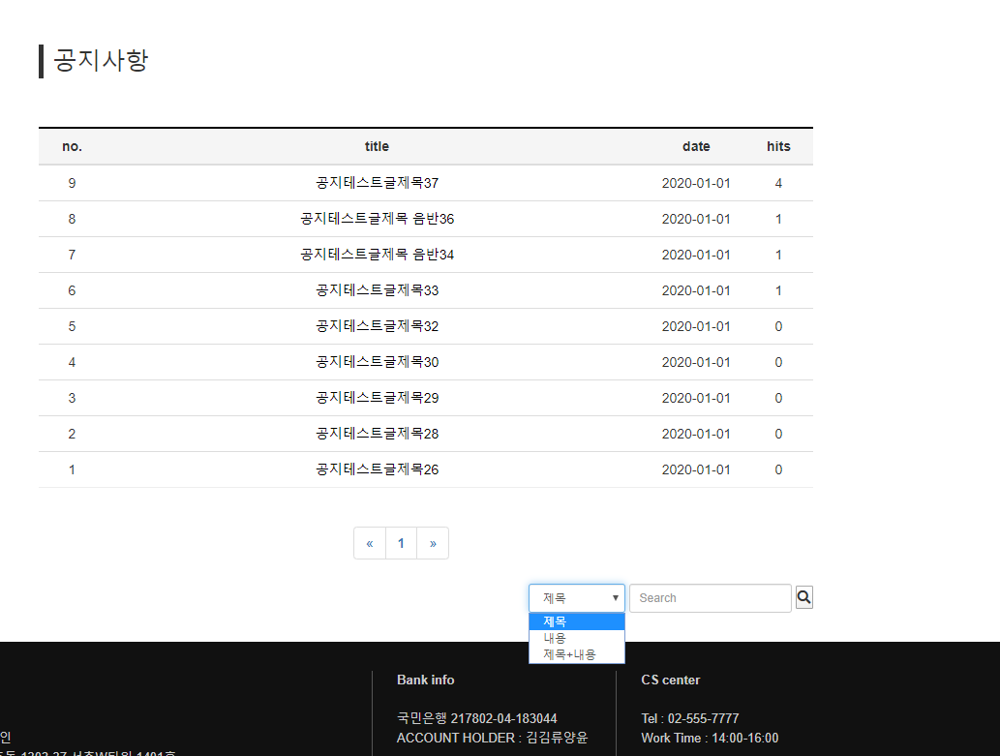 공지사항
no. title date hits
9 공지테스트글제목37 2020-01-01 4
8 공지테스트글제목 음반36 2020-01-01 1
7 공지테스트글제목 음반34 2020-01-01 1
6 공지테스트글제목33 2020-01-01 1
5 공지테스트글제목32 2020-01-01 0
4 공지테스트글제목30 2020-01-01 0
3 공지테스트글제목29 2020-01-01 0
2 공지테스트글제목28 2020-01-01 0
1 공지테스트글제목26 2020-01-01 0
« 1 »
제목 ▼ Search
제목
내용
제목+내용
Bank info
국민은행 217802-04-183044
ACCOUNT HOLDER : 김김류양윤
CS center
Tel : 02-555-7777
Work Time : 14:00-16:00
인